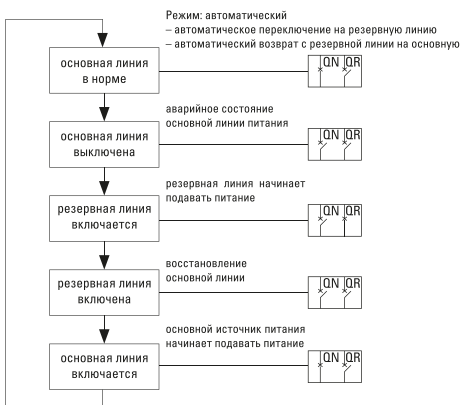 Режим: автоматический
– автоматическое переключение на резервную линию
– автоматический возврат с резервной линии на основную
основная линия
в норме
QN QR
аварийное состояние
основной линии питания
основная линия
выключена
QN QR
резервная линия начинает
подавать питание
резервная линия
включается
QN QR
восстановление
основной линии
резервная линия
включена
QN QR
основной источник питания
начинает подавать питание
основная линия
включается
QN QR